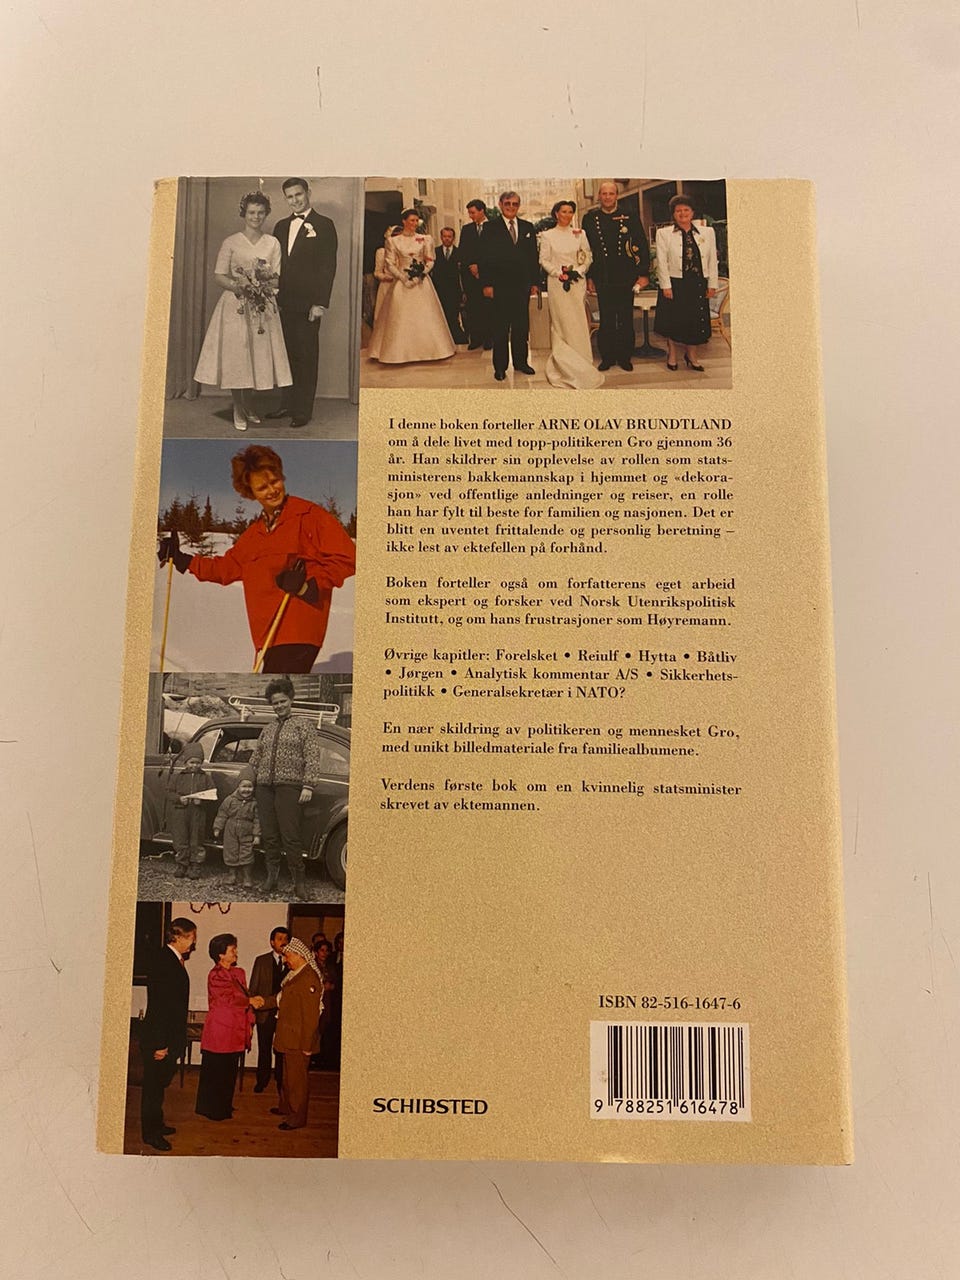 I denne boken forteller ARNE OLAV BRUNDTLAND
om å dele livet med topp-politikeren Gro gjennom 36
år. Han skildrer sin opplevelse av rollen som stats-
ministerens bakkemannskap i hjemmet og «dekora-
sjon» ved offentlige anledninger og reiser, en rolle
han har fylt til beste for familien og nasjonen. Det er
blitt en uventet frittalende og personlig beretning –
ikke lest av ektefellen på forhånd.
Boken forteller også om forfatterens eget arbeid
som ekspert og forsker ved Norsk Utenrikspolitisk
Institutt, og om hans frustrasjoner som Høyremann.
Øvrige kapitler: Forelsket • Reiulf • Hytta • Båtliv
• Jørgen • Analytisk kommentar A/S • Sikkerhets-
politikk • Generalsekretær i NATO?
En nær skildring av politikeren og mennesket Gro,
med unikt billedmateriale fra familiealbumene.
Verdens første bok om en kvinnelig statsminister
skrevet av ektemannen.
ISBN 82-516-1647-6
9 788251 616478
SCHIBSTED